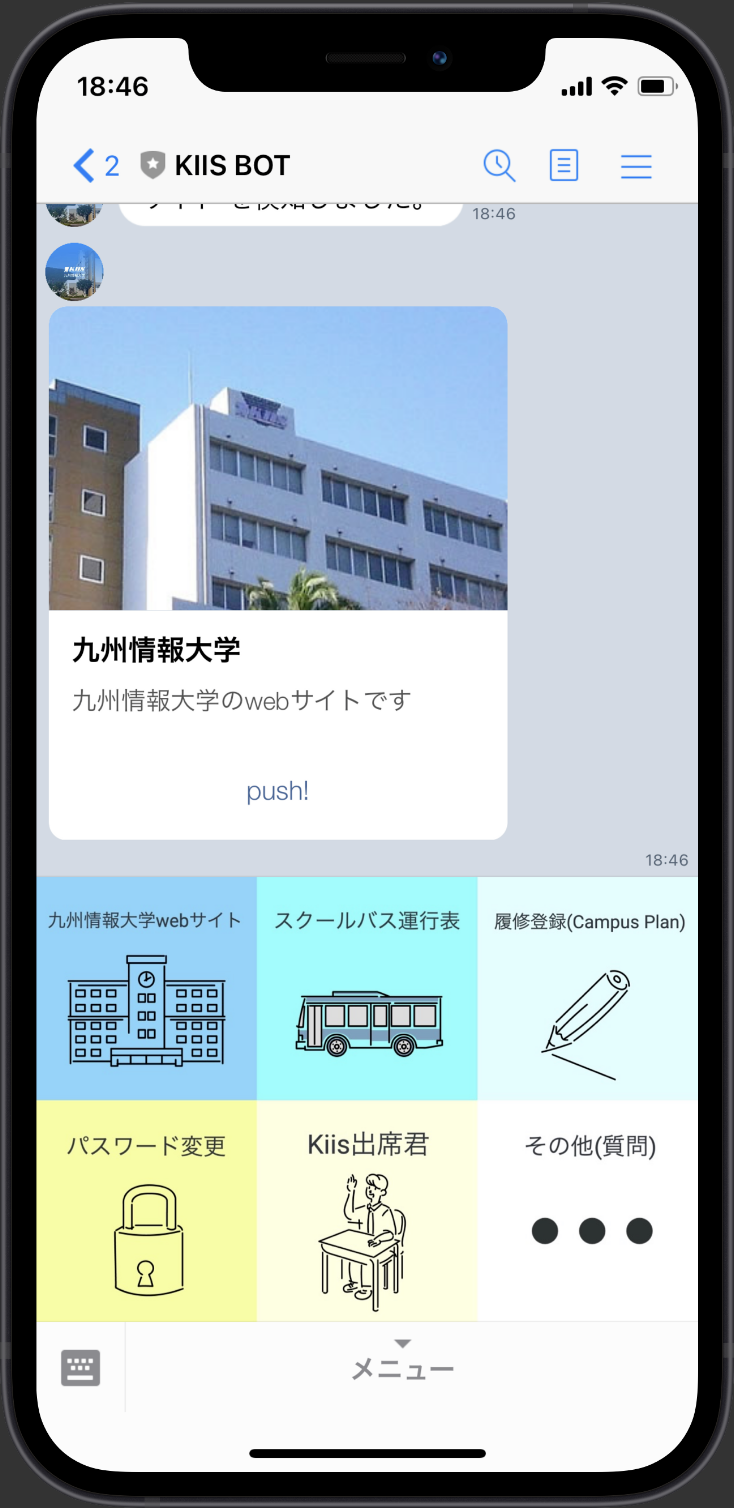 18:46
2 KIIS BOT
18:46
KIIS
九州情報大学
九州情報大学のwebサイトです
push!
18:46
九州情報大学webサイト
スクールバス運行表
履修登録(Campus Plan)
パスワード変更
Kiis出席君
その他(質問)
メニュー